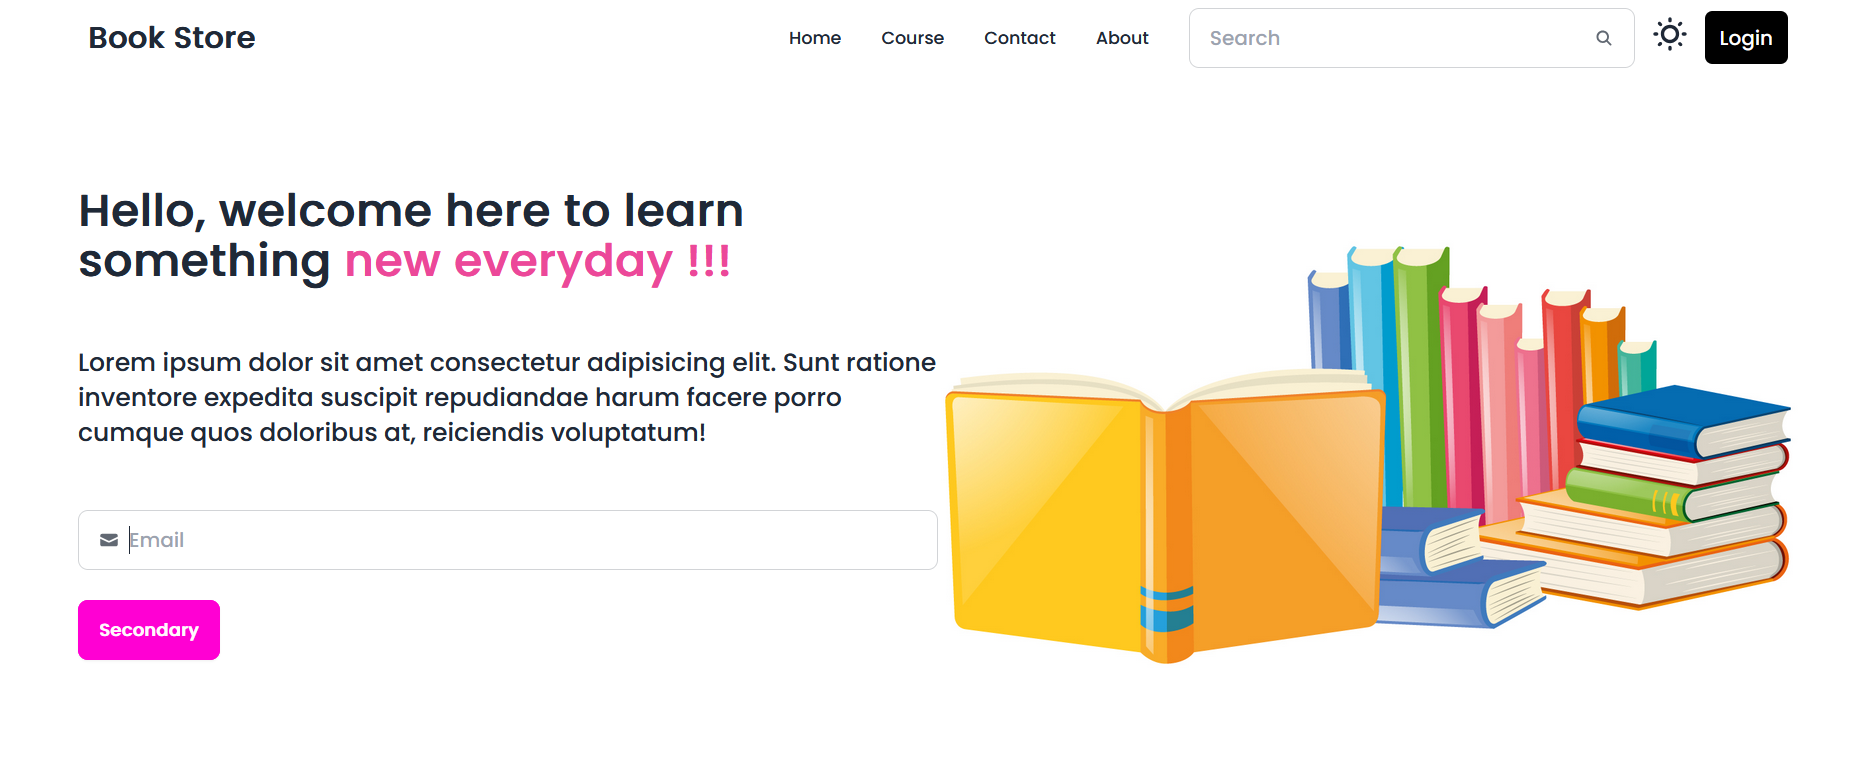 Book Store
Home
Course
Contact
About
Search
Login
Hello, welcome here to learn
something new everyday !!!
Lorem ipsum dolor sit amet consectetur adipisicing elit. Sunt ratione
inventore expedita suscipit repudiandae harum facere porro
cumque quos doloribus at, reiciendis voluptatum!
Email
Secondary